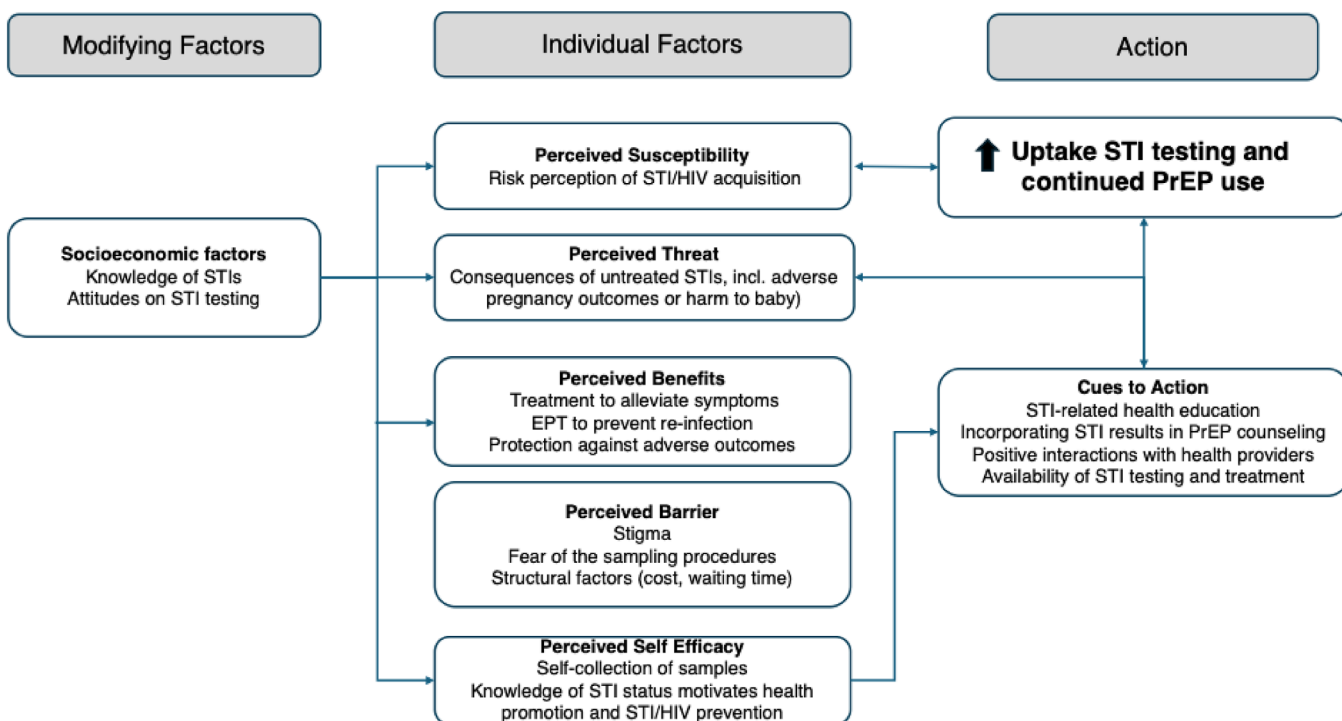 Modifying Factors
Individual Factors
Action
Socioeconomic factors
Knowledge of STIs
Attitudes on STI testing
Perceived Susceptibility
Risk perception of STI/HIV acquisition
Perceived Threat
Consequences of untreated STIs, incl. adverse
pregnancy outcomes or harm to baby)
Perceived Benefits
Treatment to alleviate symptoms
EPT to prevent re-infection
Protection against adverse outcomes
Perceived Barrier
Stigma
Fear of the sampling procedures
Structural factors (cost, waiting time)
Perceived Self Efficacy
Self-collection of samples
Knowledge of STI status motivates health
promotion and STI/HIV prevention
Uptake STI testing and
continued PrEP use
Cues to Action
STI-related health education
Incorporating STI results in PrEP counseling
Positive interactions with health providers
Availability of STI testing and treatment